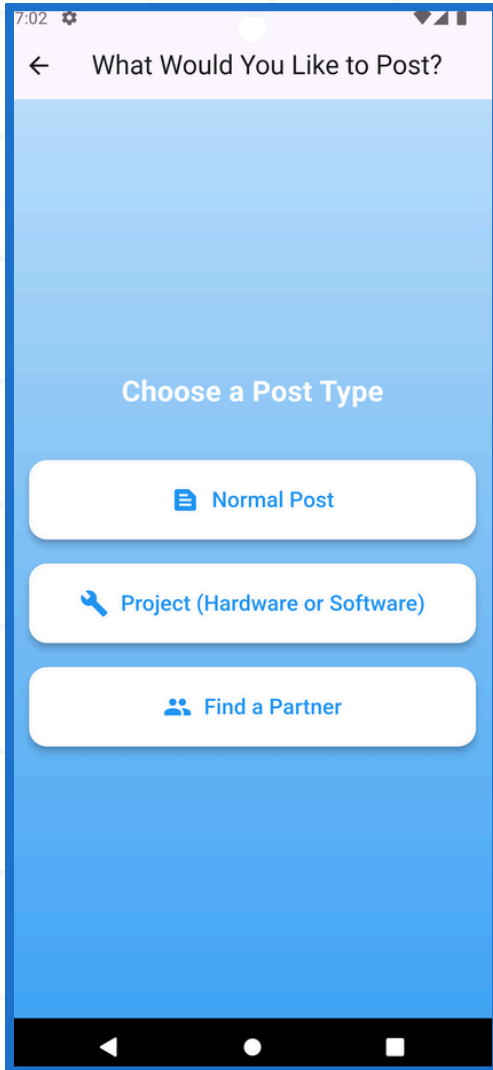 7:02
What Would You Like to Post?
Choose a Post Type
Normal Post
Project (Hardware or Software)
Find a Partner